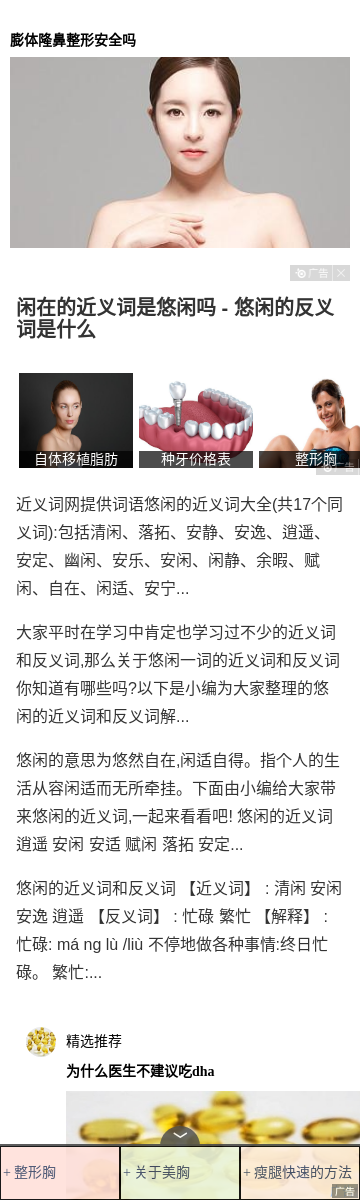 膨体隆鼻整形安全吗
广告
闲在的近义词是悠闲吗 - 悠闲的反义
词是什么
自体移植脂肪
种牙价格表
整形胸
广告
近义词网提供词语悠闲的近义词大全(共17个同
义词):包括清闲、落拓、安静、安逸、逍遥、
安定、幽闲、安乐、安闲、闲静、余暇、赋
闲、自在、闲适、安宁...
大家平时在学习中肯定也学习过不少的近义词
和反义词,那么关于悠闲一词的近义词和反义词
你知道有哪些吗?以下是小编为大家整理的悠
闲的近义词和反义词解...
悠闲的意思为悠然自在,闲适自得。指个人的生
活从容闲适而无所牵挂。下面由小编给大家带
来悠闲的近义词,一起来看看吧! 悠闲的近义词
逍遥 安闲 安适 赋闲 落拓 安定...
悠闲的近义词和反义词 【近义词】 : 清闲 安闲
安逸 逍遥 【反义词】 : 忙碌 繁忙 【解释】 :
忙碌: má ng lù /liù 不停地做各种事情:终日忙
碌。 繁忙:...
精选推荐
为什么医生不建议吃dha
+ 整形胸
+ 关于美胸
+ 瘦腿快速的方法
广告